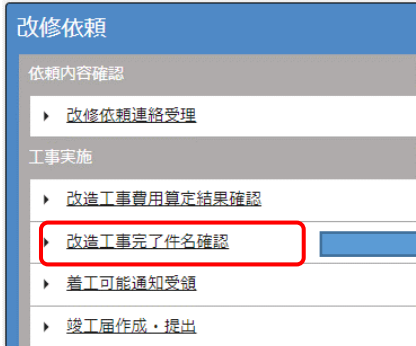 改修依頼
依頼内容確認
改修依頼連絡受理
工事実施
改造工事費用算定結果確認
改造工事完了件名確認
着工可能通知受領
竣工届作成・提出